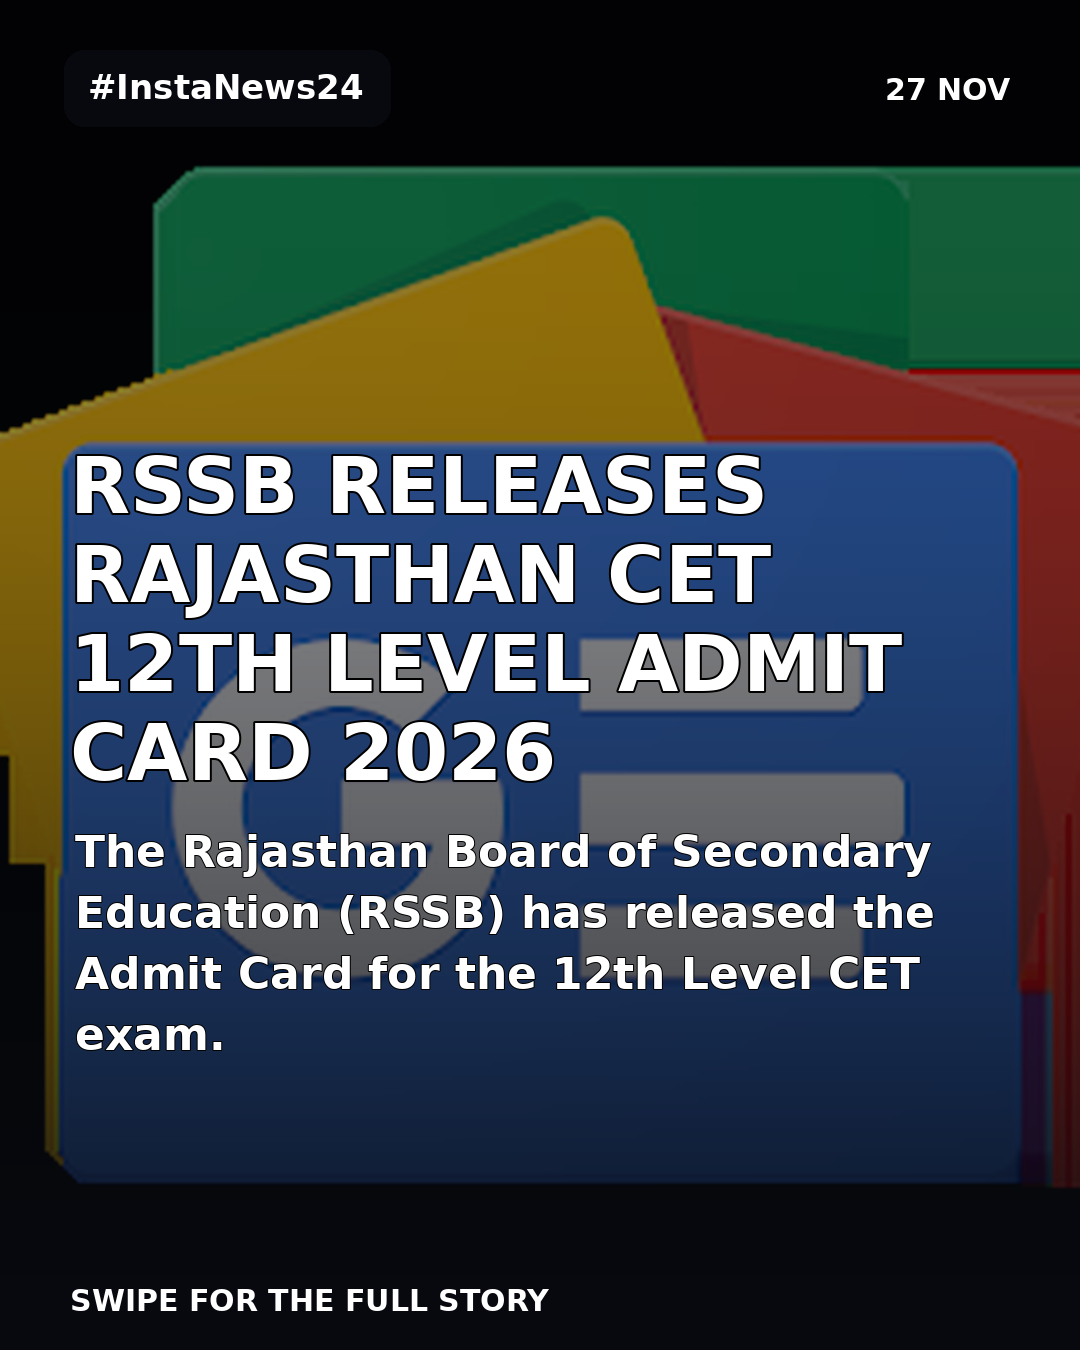 #InstaNews24
27 NOV
RSSB RELEASES
RAJASTHAN CET
12TH LEVEL ADMIT
CARD 2026
The Rajasthan Board of Secondary
Education (RSSB) has released the
Admit Card for the 12th Level CET
exam.
SWIPE FOR THE FULL STORY